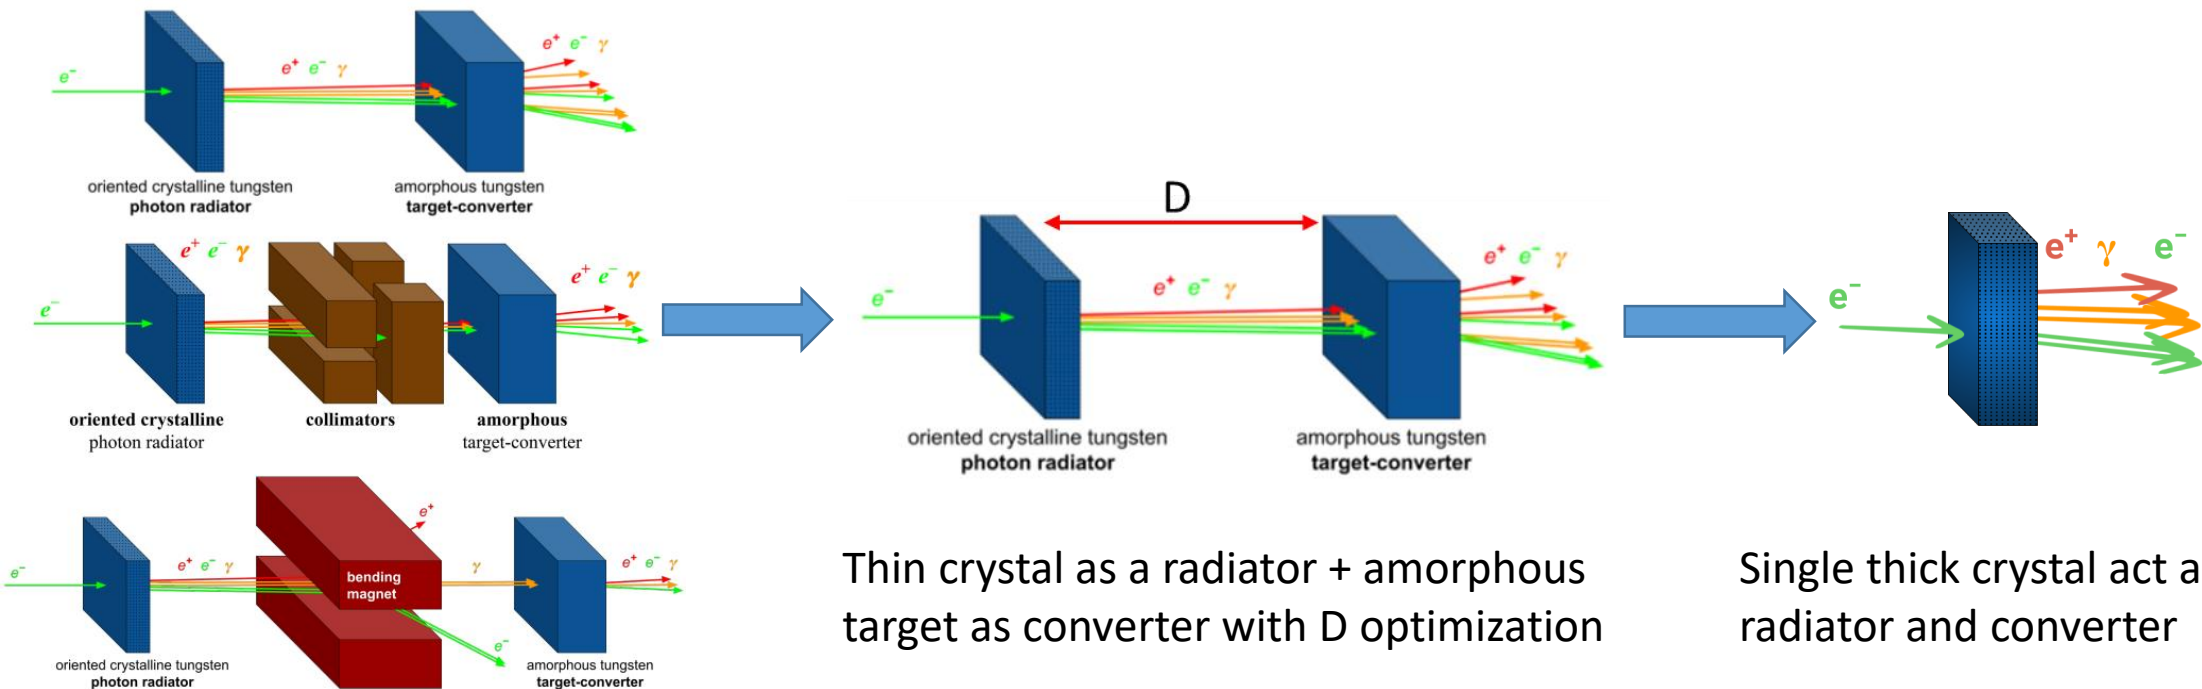 e⁻
e⁺ e⁻ γ
e⁺ e⁻ γ
oriented crystalline tungsten
photon radiator
amorphous tungsten
target-converter
e⁻
e⁺ e⁻ γ
e⁺ e⁻ γ
oriented crystalline
photon radiator
collimators
amorphous
target-converter
e⁻
e⁺ e⁻ γ
bending
magnet
e⁺
γ
e⁻
e⁺ e⁻ γ
oriented crystalline tungsten
photon radiator
amorphous tungsten
target-converter
D
e⁻
e⁺ e⁻ γ
e⁺ e⁻ γ
oriented crystalline tungsten
photon radiator
amorphous tungsten
target-converter
Thin crystal as a radiator + amorphous
target as converter with D optimization
e⁻
e⁺ γ e⁻
Single thick crystal act a
radiator and converter